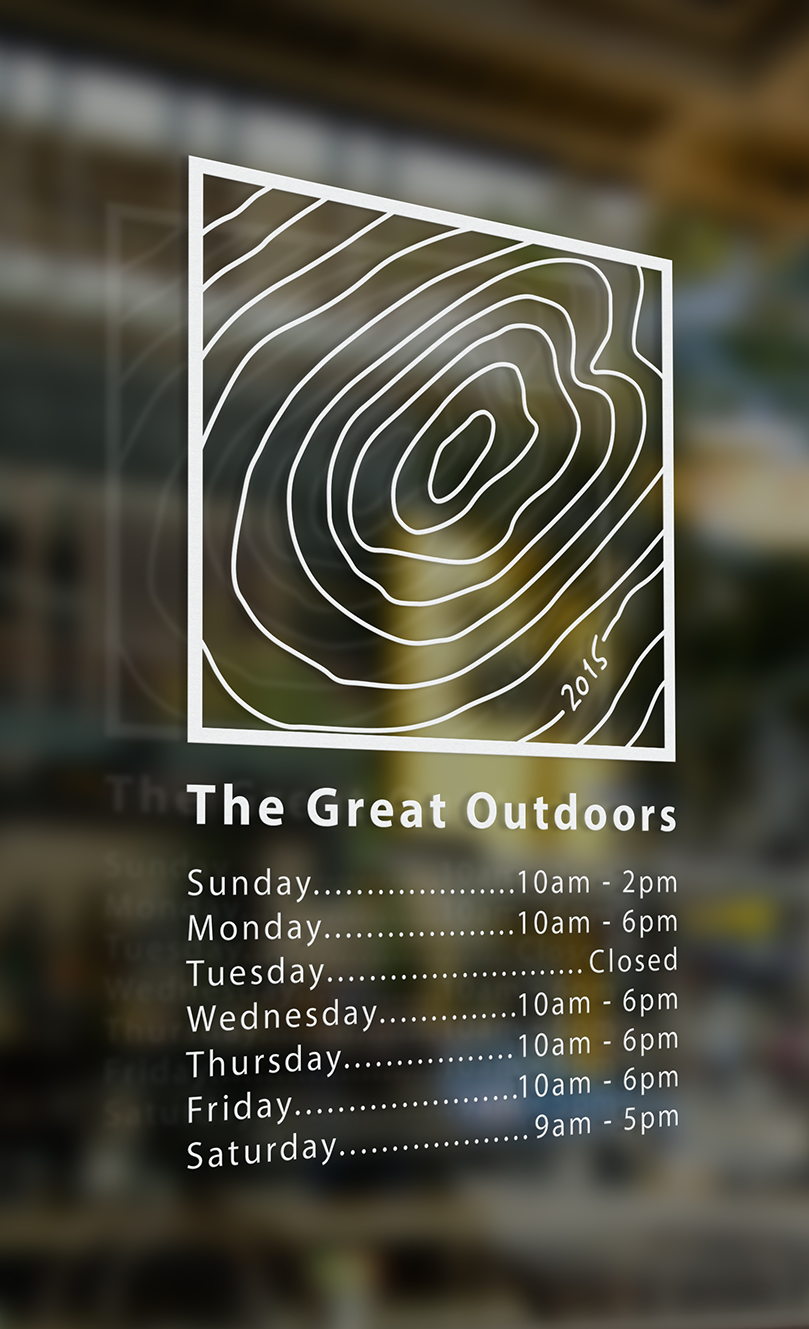 2015
The Great Outdoors
Sunday....................10am - 2pm
Monday...................10am - 6pm
Tuesday.........................Closed
Wednesday.............10am - 6pm
Thursday.................10am - 6pm
Friday......................10am - 6pm
Saturday...................9am - 5pm